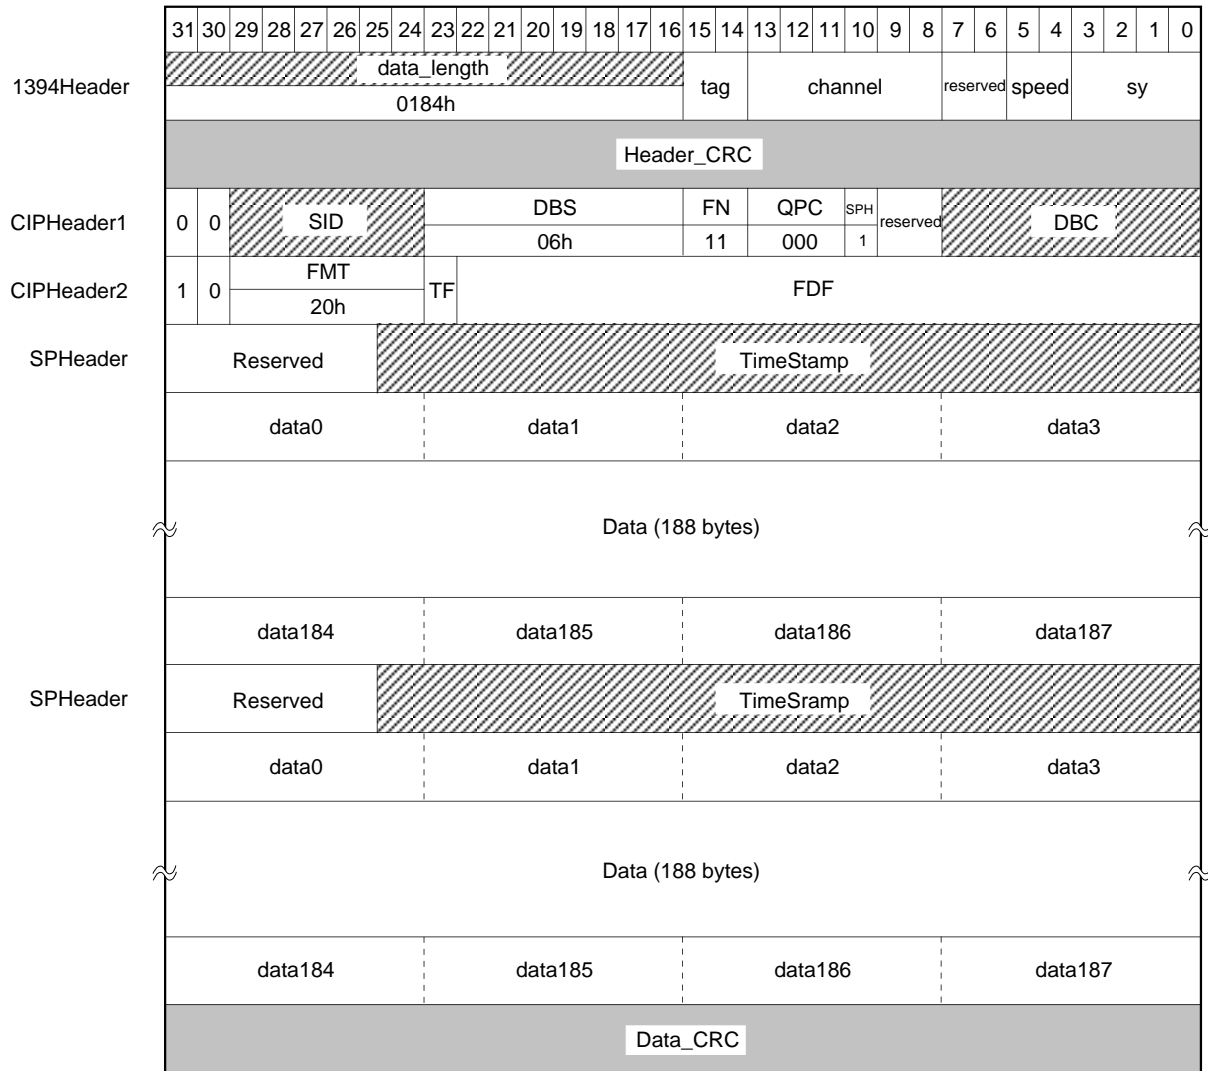 31 30 29 28 27 26 25 24 23 22 21 20 19 18 17 16 15 14 13 12 11 10 9 8 7 6 5 4 3 2 1 0
1394Header data_length tag channel reserved speed sy
0184h
Header_CRC
CIPHeader1 0 0 SID DBS FN QPC SPH reserved DBC
06h 11 000 1
CIPHeader2 1 0 FMT TF FDF
20h
SPHeader Reserved TimeStamp
data0 data1 data2 data3
Data (188 bytes)
data184 data185 data186 data187
SPHeader Reserved TimeSramp
data0 data1 data2 data3
Data (188 bytes)
data184 data185 data186 data187
Data_CRC